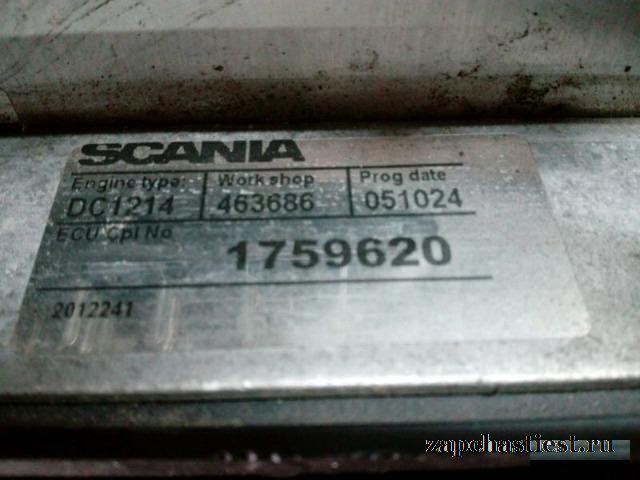 SCANIA
Engine type: Work shop Prog date
DC1214 463686 051024
ECU Cpl No
1759620
2012241
zapchastiest.ru